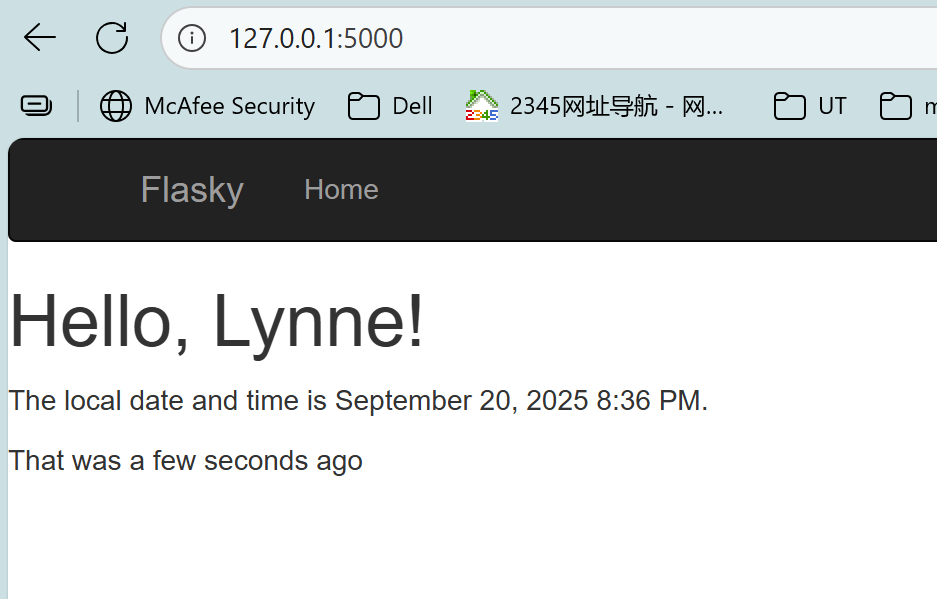 127.0.0.1:5000
McAfee Security Dell 2345 2345网址导航 - 网... UT
Flasky Home
Hello, Lynne!
The local date and time is September 20, 2025 8:36 PM.
That was a few seconds ago